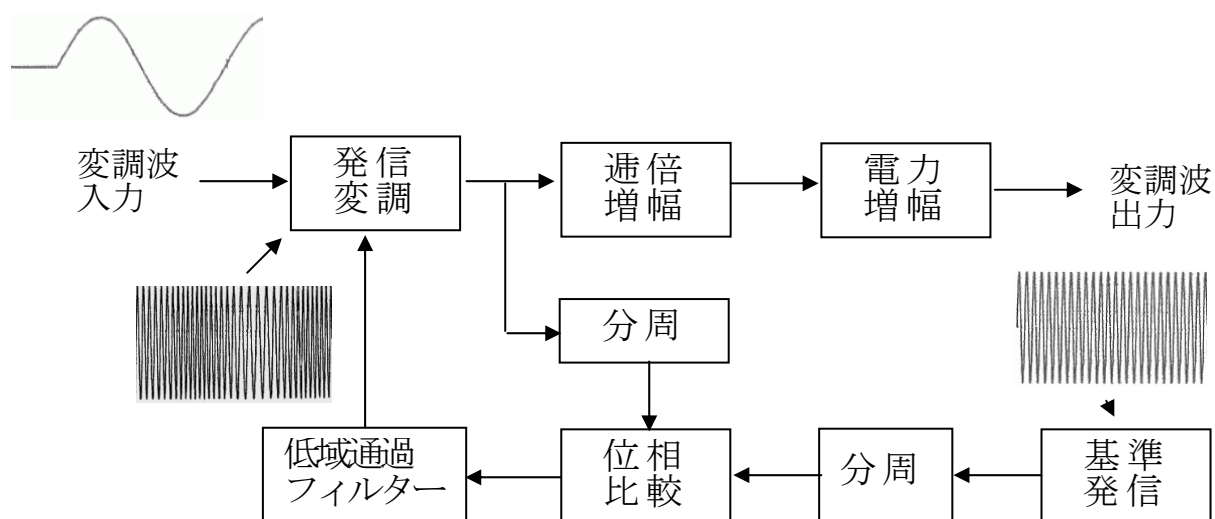 変調波
入力
発信
変調
逓倍
増幅
電力
増幅
変調波
出力
分周
低域通過
フィルター
位相
比較
分周
基準
発信